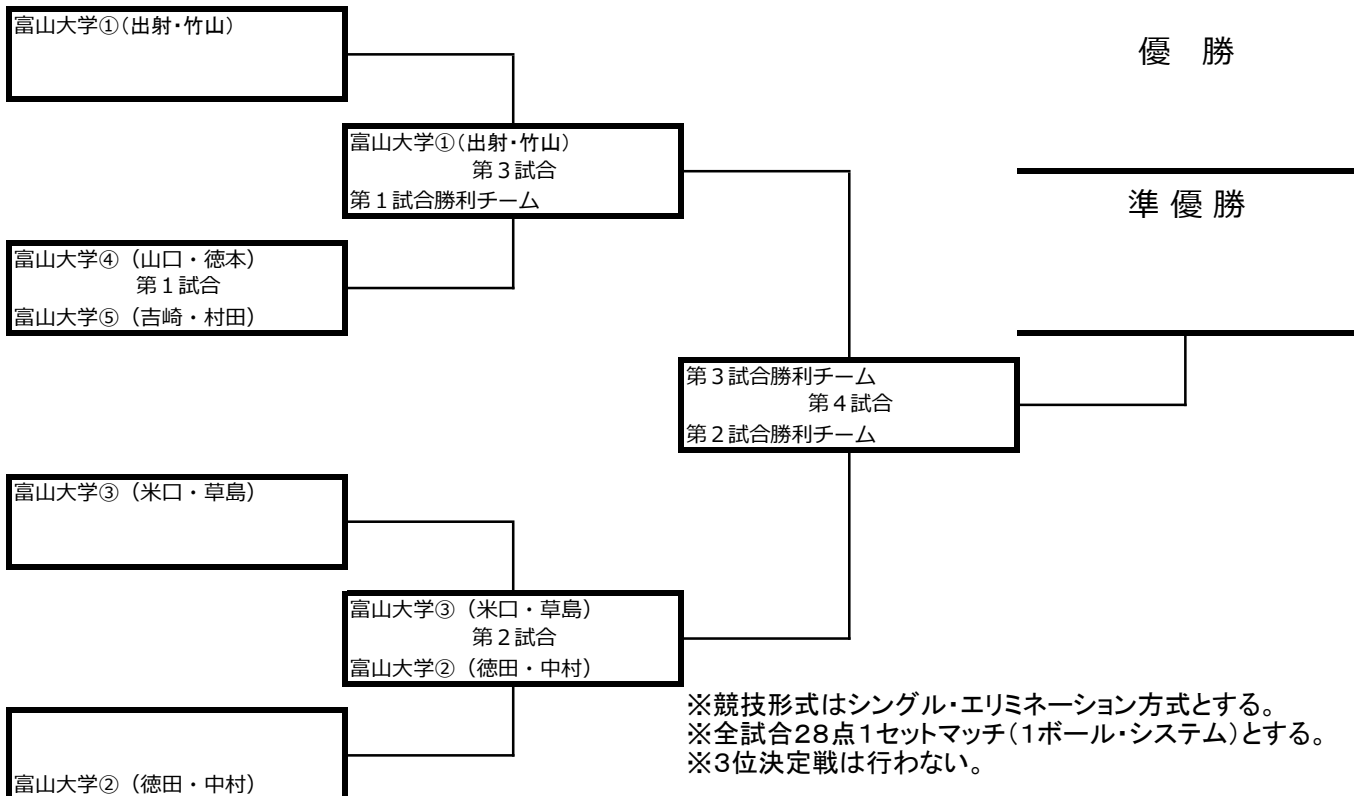 富山大学①(出射・竹山)
優　勝
富山大学①(出射・竹山)
第３試合
第１試合勝利チーム
準 優 勝
富山大学④（山口・徳本）
第１試合
富山大学⑤（吉崎・村田）
第３試合勝利チーム
第４試合
第２試合勝利チーム
富山大学③（米口・草島）
富山大学③（米口・草島）
第２試合
富山大学②（徳田・中村）
富山大学②（徳田・中村）
※競技形式はシングル・エリミネーション方式とする。
※全試合２８点１セットマッチ（１ボール・システム）とする。
※３位決定戦は行わない。